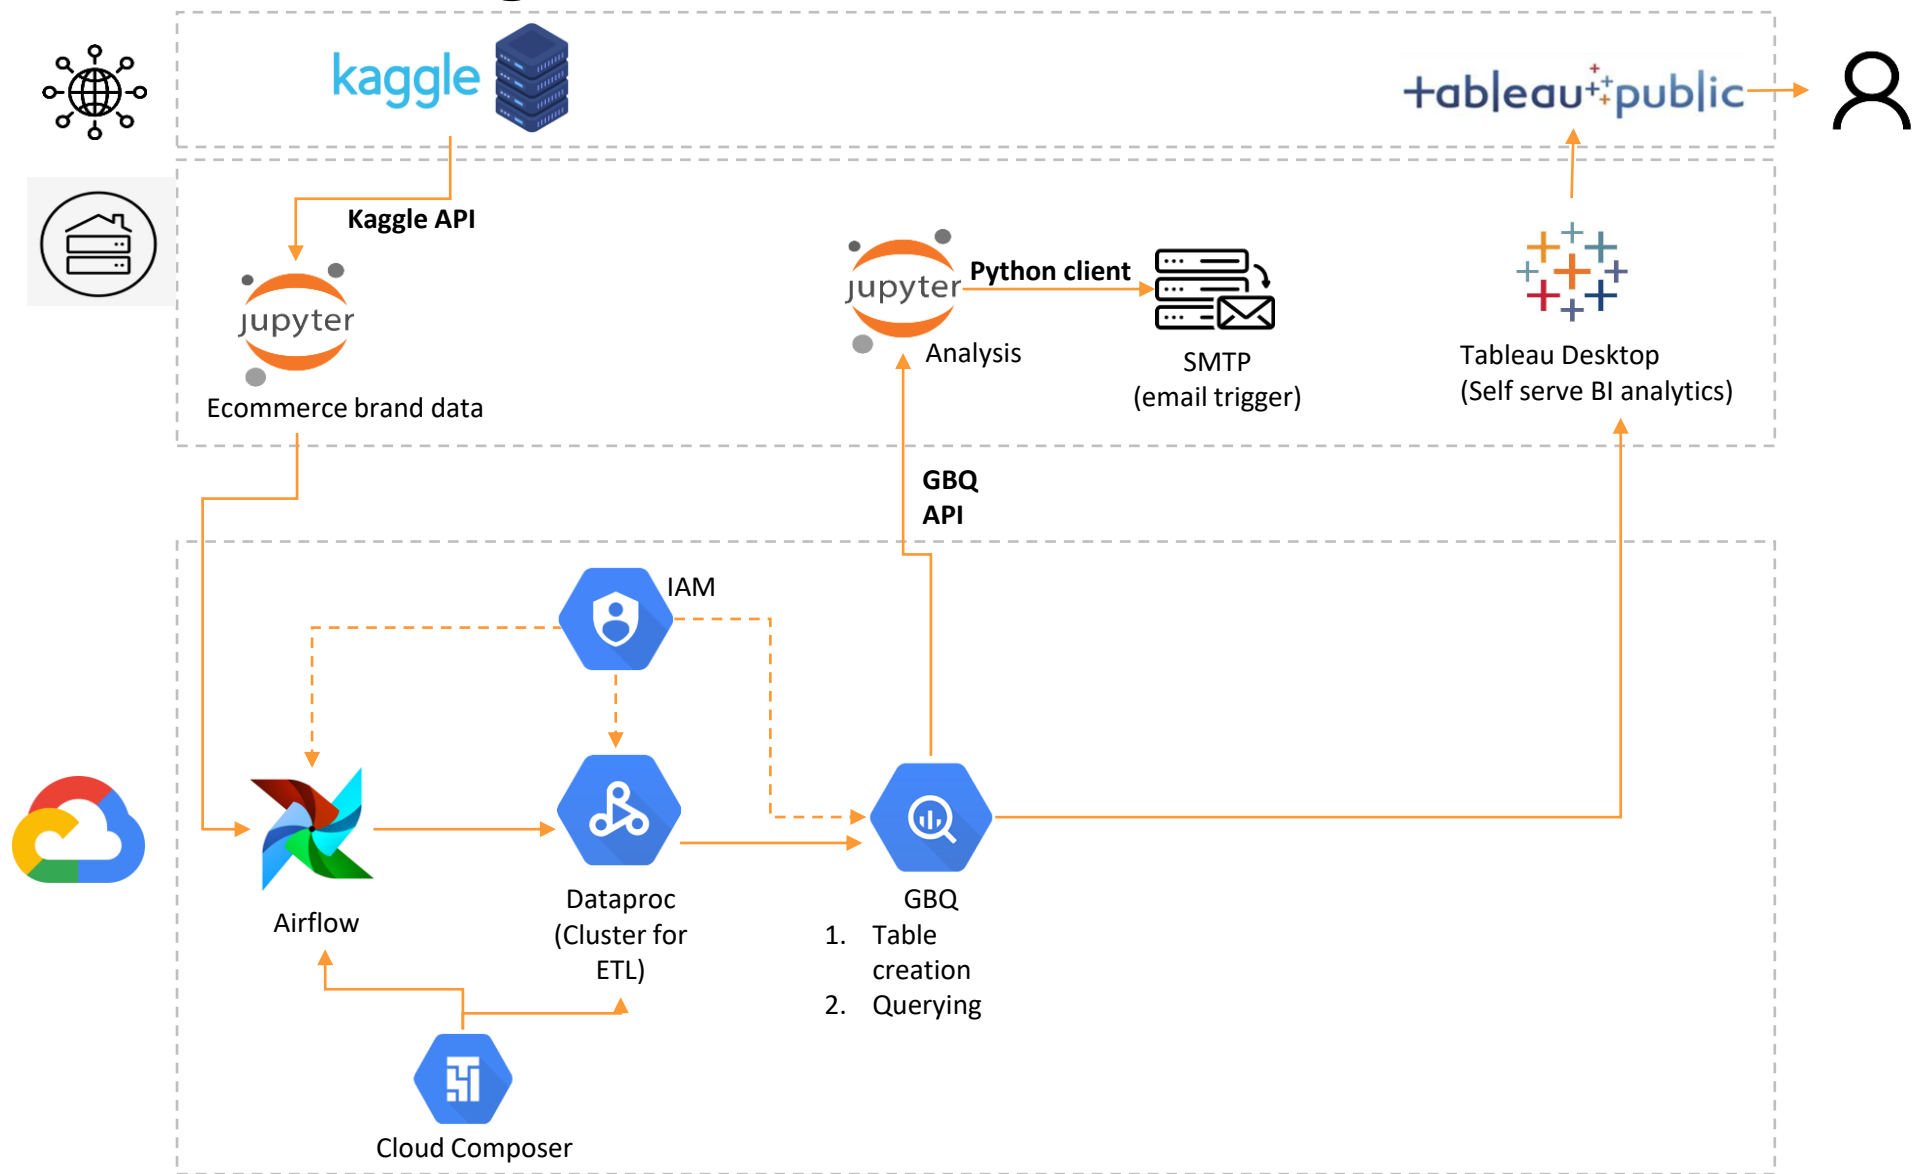 kaggle
+ableau public
Kaggle API
jupyter
Ecommerce brand data
jupyter
Python client
Analysis
SMTP
(email trigger)
Tableau Desktop
(Self serve BI analytics)
GBQ
API
IAM
Airflow
Dataproc
(Cluster for
ETL)
GBQ
1. Table
creation
2. Querying
Cloud Composer